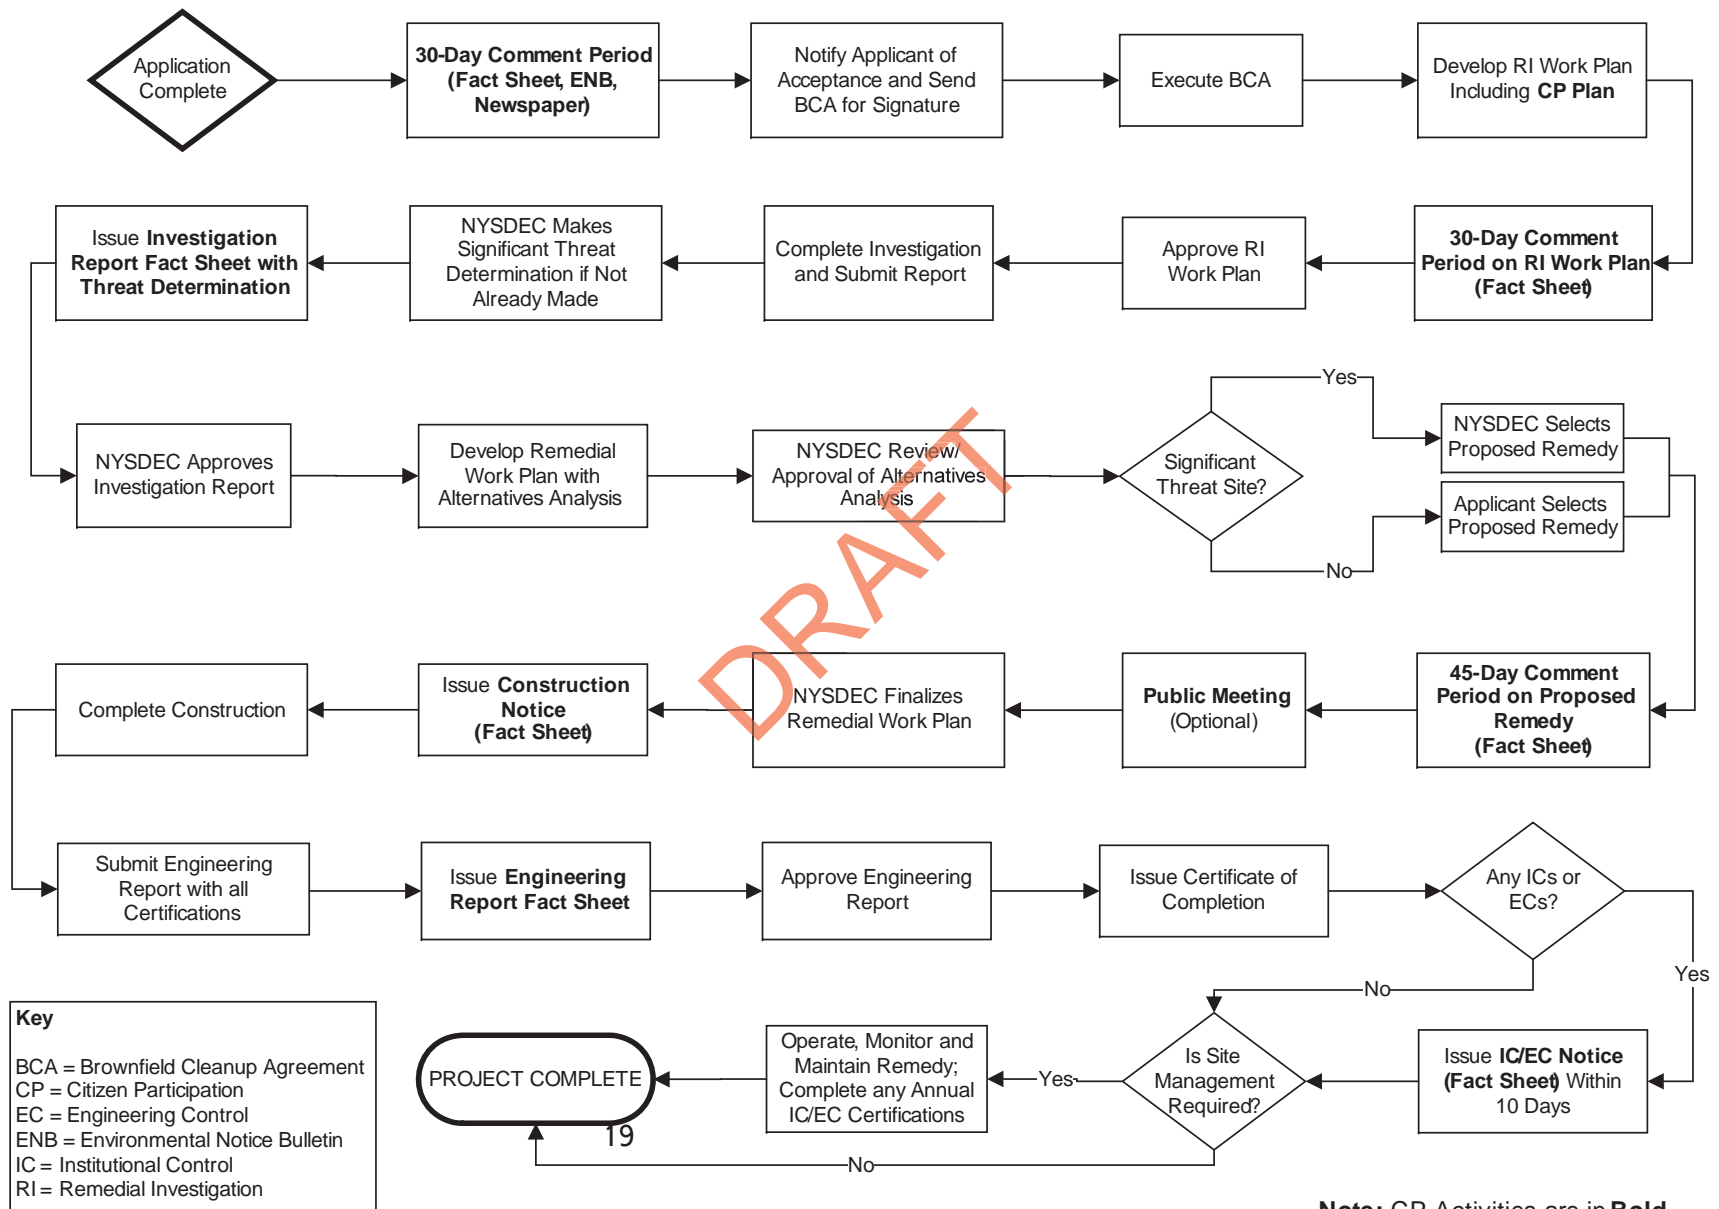 Application
Complete
30-Day Comment Period
(Fact Sheet, ENB,
Newspaper)
Notify Applicant of
Acceptance and Send
BCA for Signature
Execute BCA
Develop RI Work Plan
Including CP Plan
Issue Investigation
Report Fact Sheet with
Threat Determination
NYSDEC Makes
Significant Threat
Determination if Not
Already Made
Complete Investigation
and Submit Report
Approve RI
Work Plan
30-Day Comment
Period on RI Work Plan
(Fact Sheet)
NYSDEC Approves
Investigation Report
Develop Remedial
Work Plan with
Alternatives Analysis
NYSDEC Review/
Approval of Alternatives
Analysis
Significant
Threat Site?
Yes
No
NYSDEC Selects
Proposed Remedy
Applicant Selects
Proposed Remedy
DRAFT
Complete Construction
Issue Construction
Notice
(Fact Sheet)
NYSDEC Finalizes
Remedial Work Plan
Public Meeting
(Optional)
45-Day Comment
Period on Proposed
Remedy
(Fact Sheet)
Submit Engineering
Report with all
Certifications
Issue Engineering
Report Fact Sheet
Approve Engineering
Report
Issue Certificate of
Completion
Any ICs or
ECs?
Yes
No
Key
BCA = Brownfield Cleanup Agreement
CP = Citizen Participation
EC = Engineering Control
ENB = Environmental Notice Bulletin
IC = Institutional Control
RI = Remedial Investigation
PROJECT COMPLETE
19
Operate, Monitor and
Maintain Remedy;
Complete any Annual
IC/EC Certifications
Yes
Is Site
Management
Required?
No
Issue IC/EC Notice
(Fact Sheet) Within
10 Days
Note: CP Activities are in Bold